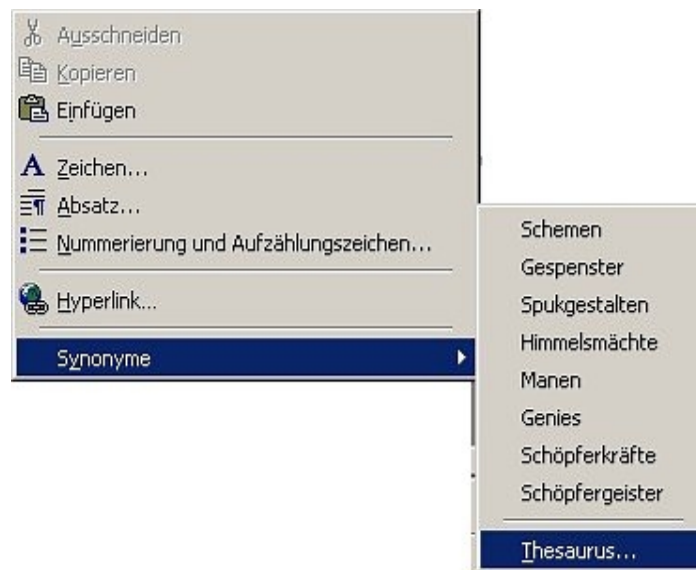 Ausschneiden
Kopieren
Einfügen
Zeichen...
Absatz...
Nummerierung und Aufzählungszeichen...
Hyperlink...
Synonyme
Schemen
Gespenster
Spukgestalten
Himmelsmächte
Manen
Genies
Schöpferkräfte
Schöpfergeister
Thesaurus...